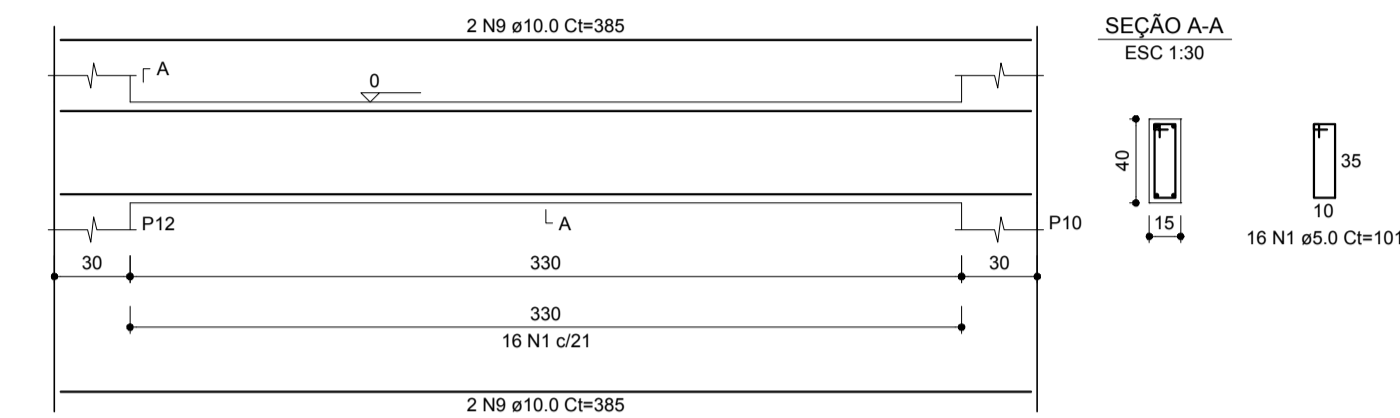 2 N9 ø10.0 Ct=385
SEÇÃO A-A
ESC 1:30
A
0
40
35
P12
A
P10
15
10
16 N1 ø5.0 Ct=101
30
330
30
330
16 N1 c/21
2 N9 ø10.0 Ct=385